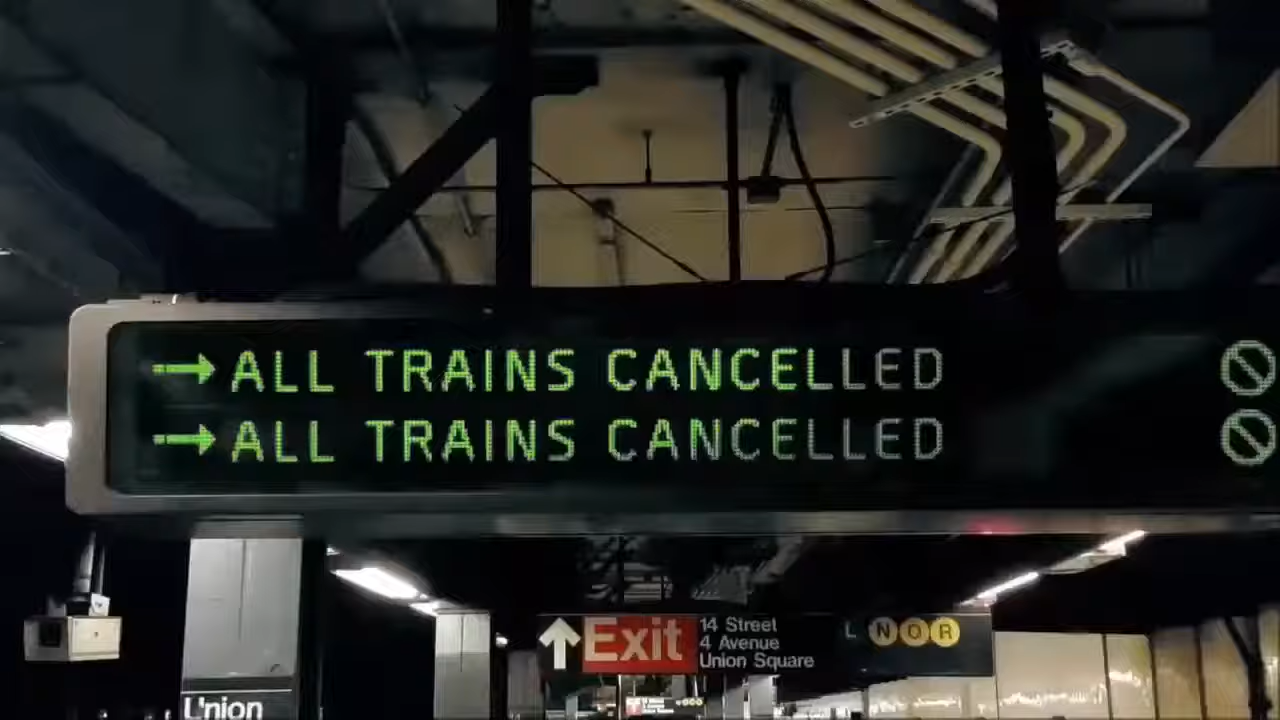 →ALL TRAINS CANCELLED
→ALL TRAINS CANCELLED
↑ Exit
14 Street
4 Avenue
Union Square
L N Q R
Union